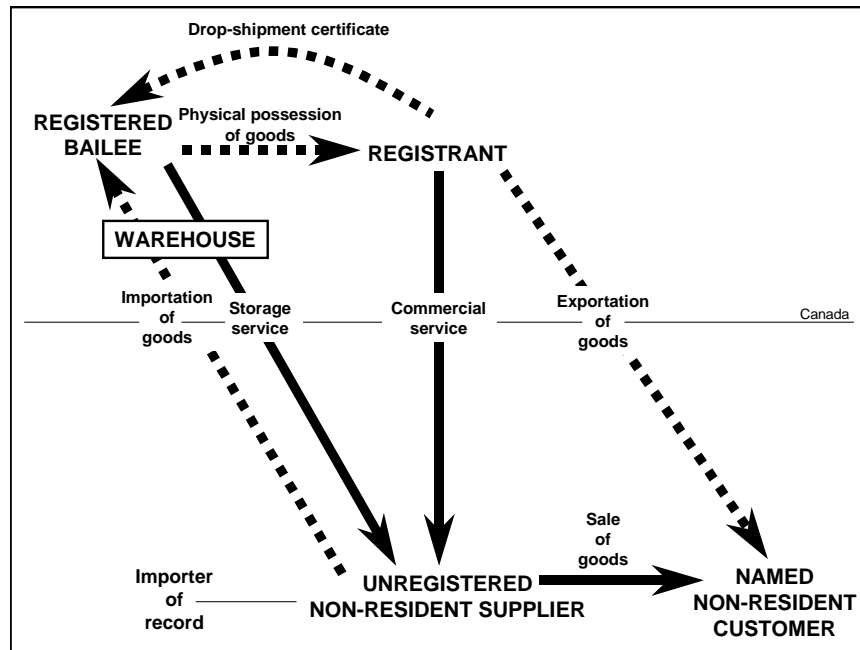 Drop-shipment certificate
REGISTERED
BAILEE
Physical possession
of goods
REGISTRANT
WAREHOUSE
Importation
of
goods
Storage
service
Commercial
service
Exportation
of
goods
Canada
Sale
of
goods
Importer
of
record
UNREGISTERED
NON-RESIDENT SUPPLIER
NAMED
NON-RESIDENT
CUSTOMER